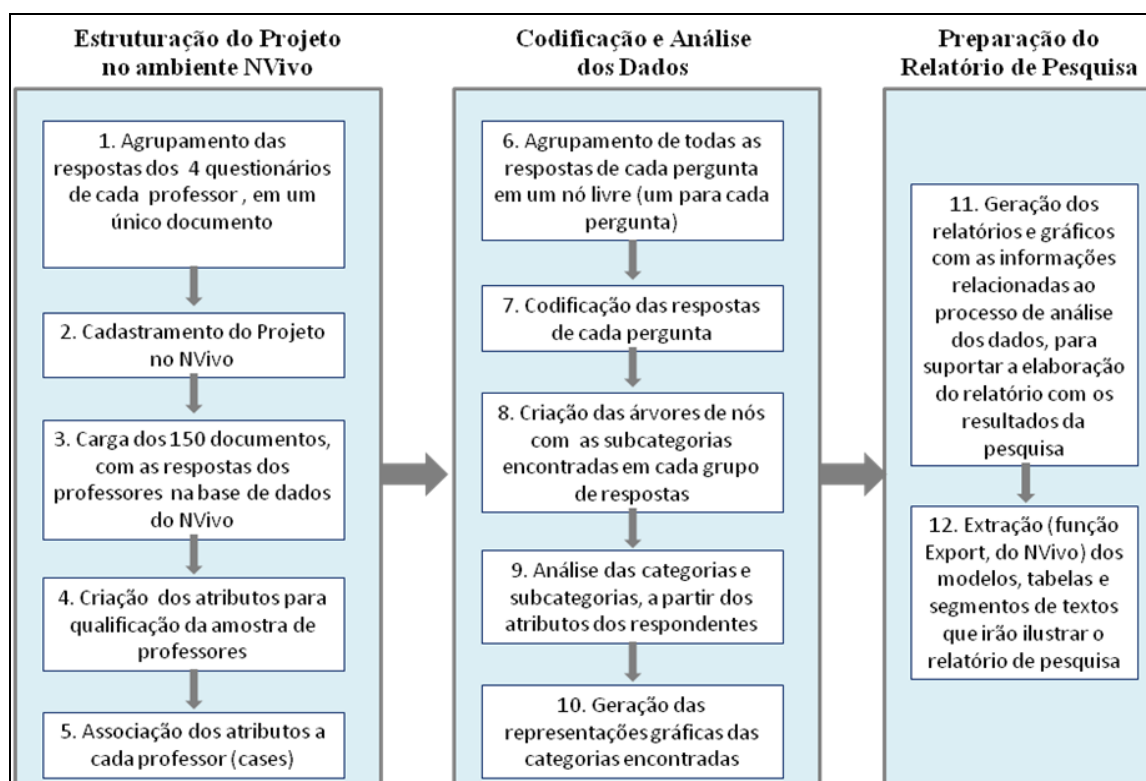 Estruturação do Projeto
no ambiente NVivo
1. Agrupamento das
respostas dos 4 questionários
de cada professor , em um
único documento
2. Cadastramento do Projeto
no NVivo
3. Carga dos 150 documentos,
com as respostas dos
professores na base de dados
do NVivo
4. Criação dos atributos para
qualificação da amostra de
professores
5. Associação dos atributos a
cada professor (cases)
Codificação e Análise
dos Dados
6. Agrupamento de todas as
respostas de cada pergunta
em um nó livre (um para cada
pergunta)
7. Codificação das respostas
de cada pergunta
8. Criação das árvores de nós
com as subcategorias
encontradas em cada grupo
de respostas
9. Análise das categorias e
subcategorias, a partir dos
atributos dos respondentes
10. Geração das
representações gráficas das
categorias encontradas
Preparação do
Relatório de Pesquisa
11. Geração dos
relatórios e gráficos
com as informações
relacionadas ao
processo de análise
dos dados, para
suportar a elaboração
do relatório com os
resultados da
pesquisa
12. Extração (função
Export, do NVivo) dos
modelos, tabelas e
segmentos de textos
que irão ilustrar o
relatório de pesquisa